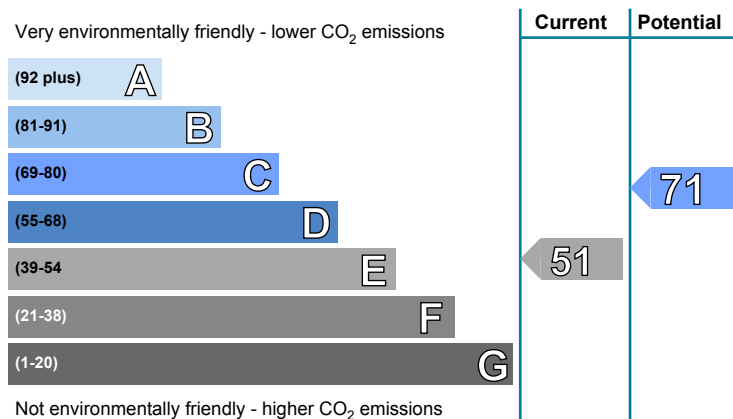 Very environmentally friendly - lower CO₂ emissions
Current
Potential
(92 plus) A
(81-91) B
(69-80) C
71
(55-68) D
(39-54 E
51
(21-38) F
(1-20) G
Not environmentally friendly - higher CO₂ emissions